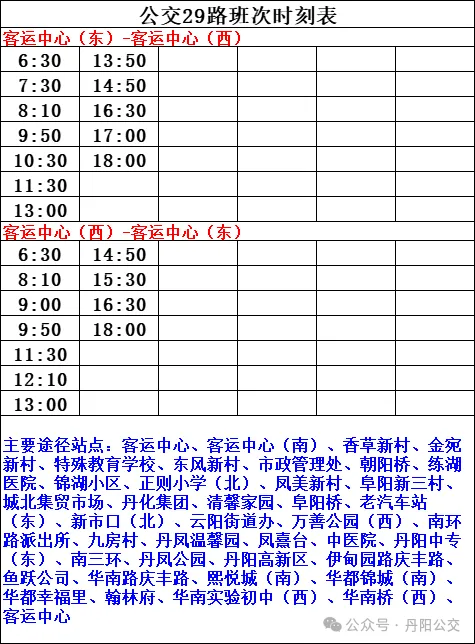 公交29路班次时刻表
客运中心（东）-客运中心（西）
6:30 13:50
7:30 14:50
8:10 16:30
9:50 17:00
10:30 18:00
11:30
13:00
客运中心（西）-客运中心（东）
6:30 14:50
8:10 15:30
9:00 16:30
9:50 18:00
11:30
12:10
13:00
主要途径站点：客运中心、客运中心（南）、香草新村、金宛
新村、特殊教育学校、东风新村、市政管理处、朝阳桥、练湖
医院、锦湖小区、正则小学（北）、凤美新村、阜阳新三村、
城北集贸市场、丹化集团、清馨家园、阜阳桥、老汽车站
（东）、新市口（北）、云阳街道办、万善公园（西）、南环
路派出所、九房村、丹凤温馨园、凤凰台、中医院、丹阳中专
（东）、南三环、丹凤公园、丹阳高新区、伊甸园路庆丰路、
鱼跃公司、华南路庆丰路、熙悦城（南）、华都锦城（南）、
华都幸福里、翰林府、华南实验初中（西）、华南桥（西）、
客运中心
公众号 · 丹阳公交